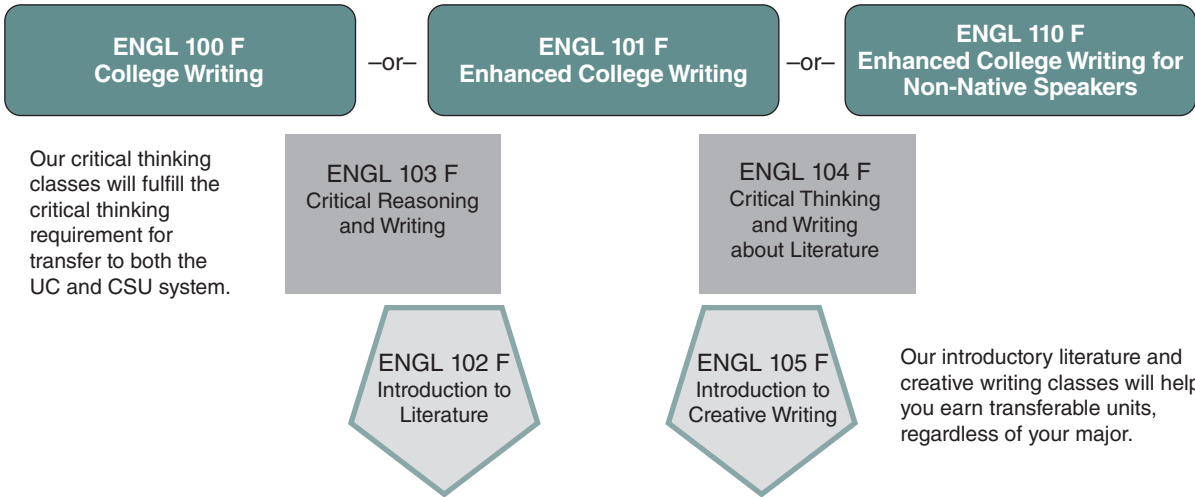 ENGL 100 F
College Writing
–or–
ENGL 101 F
Enhanced College Writing
–or–
ENGL 110 F
Enhanced College Writing for
Non-Native Speakers
Our critical thinking
classes will fulfill the
critical thinking
requirement for
transfer to both the
UC and CSU system.
ENGL 103 F
Critical Reasoning
and Writing
ENGL 104 F
Critical Thinking
and Writing
about Literature
ENGL 102 F
Introduction to
Literature
ENGL 105 F
Introduction to
Creative Writing
Our introductory literature and
creative writing classes will help
you earn transferable units,
regardless of your major.